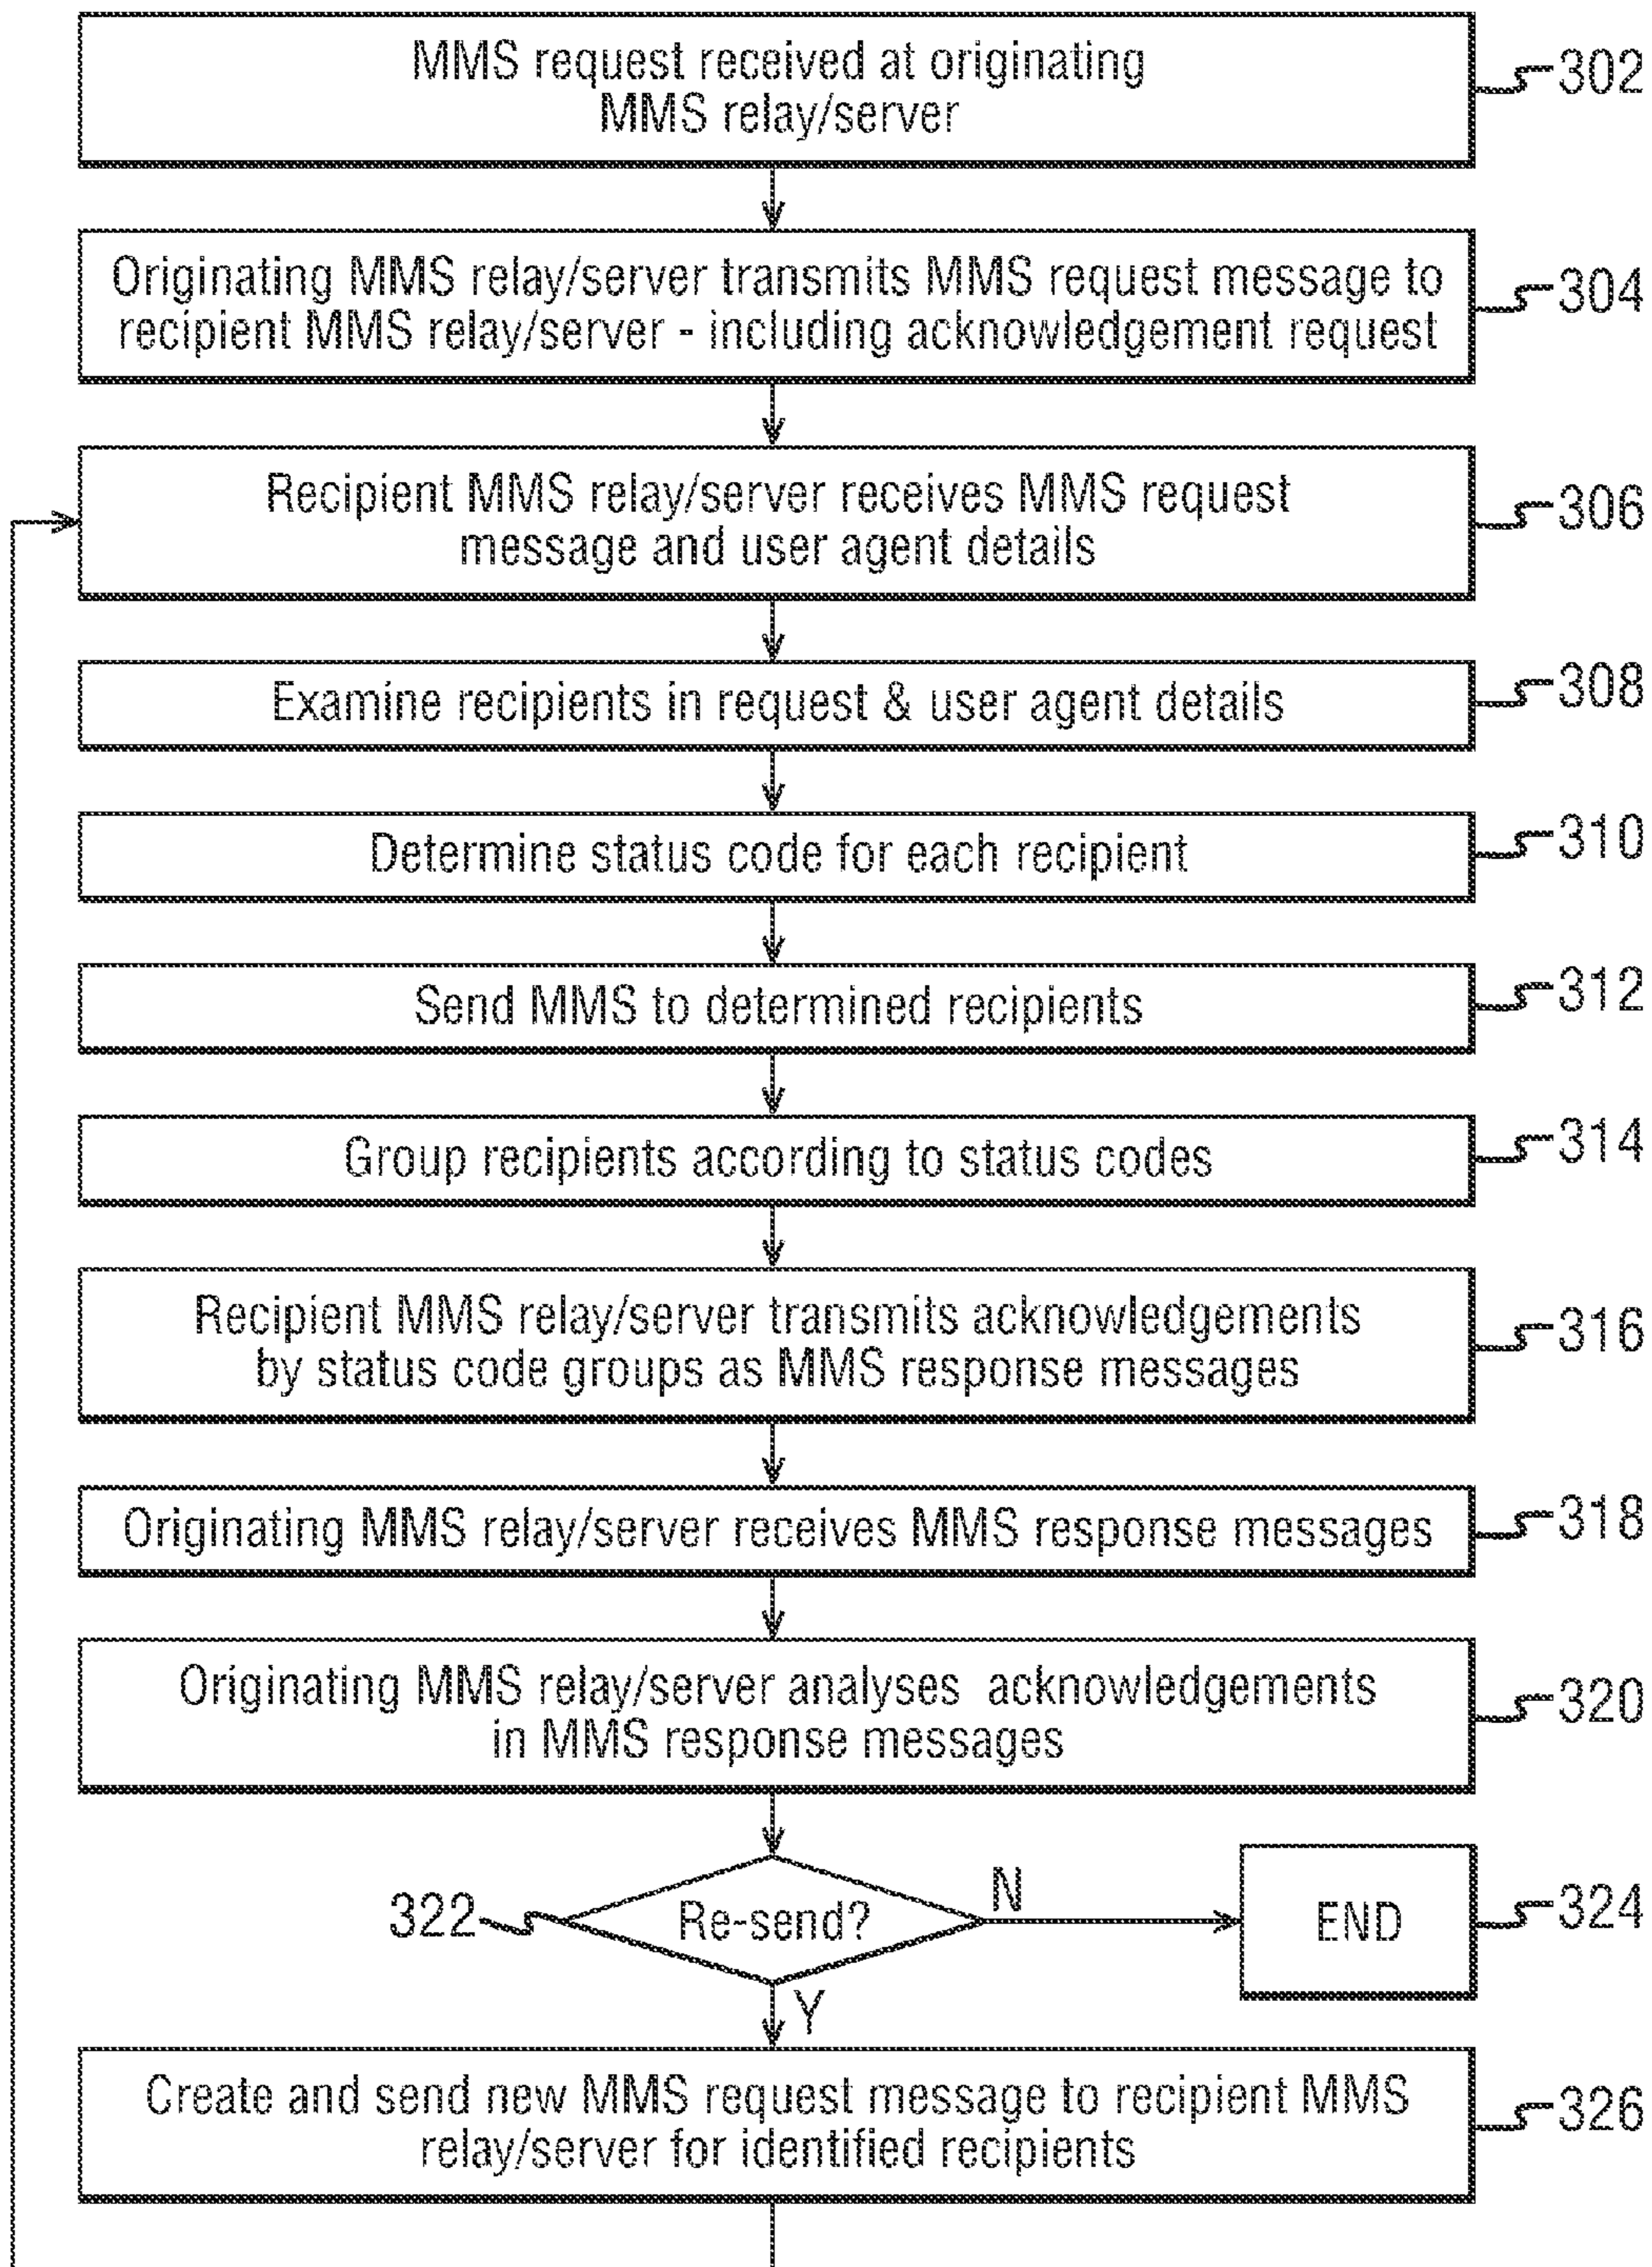 MMS request received at originating
MMS relay/server
302
Originating MMS relay/server transmits MMS request message to
recipient MMS relay/server - including acknowledgement request
304
Recipient MMS relay/server receives MMS request
message and user agent details
306
Examine recipients in request & user agent details
308
Determine status code for each recipient
310
Send MMS to determined recipients
312
Group recipients according to status codes
314
Recipient MMS relay/server transmits acknowledgements
by status code groups as MMS response messages
316
Originating MMS relay/server receives MMS response messages
318
Originating MMS relay/server analyses acknowledgements
in MMS response messages
320
322
Re-send?
N
END
324
Y
Create and send new MMS request message to recipient MMS
relay/server for identified recipients
326